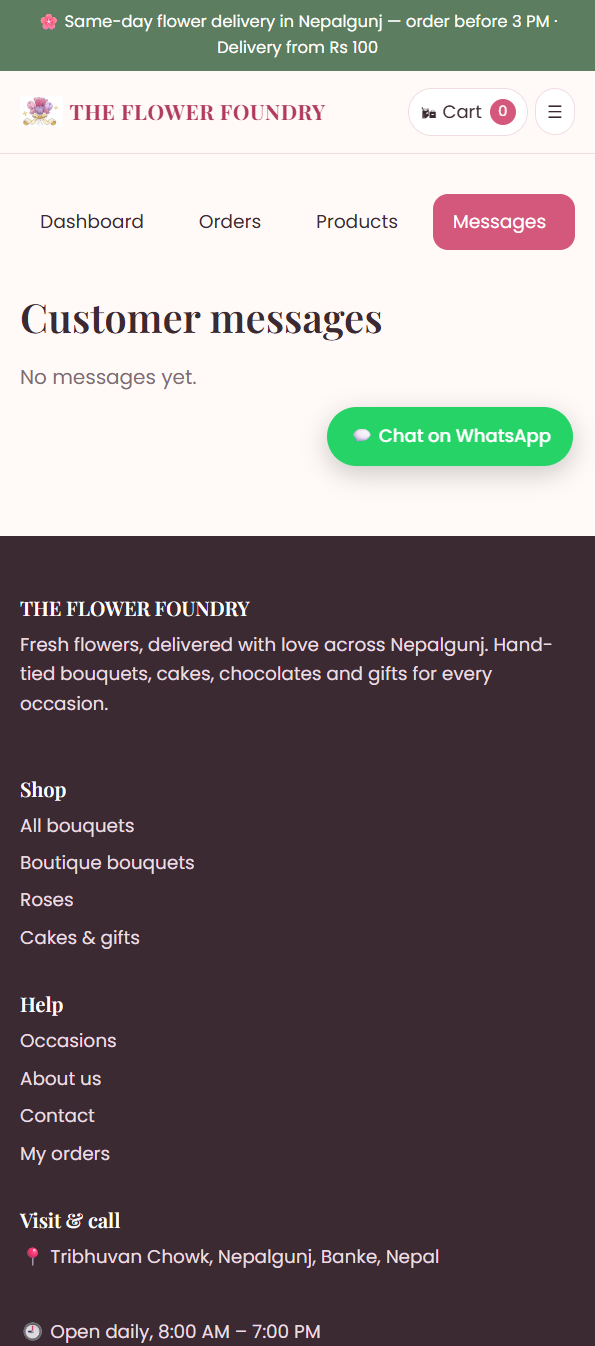 🌸 Same-day flower delivery in Nepalgunj — order before 3 PM ·
Delivery from Rs 100
THE FLOWER FOUNDRY
Cart 0
☰
Dashboard Orders Products Messages
Customer messages
No messages yet.
💬 Chat on WhatsApp
THE FLOWER FOUNDRY
Fresh flowers, delivered with love across Nepalgunj. Hand-
tied bouquets, cakes, chocolates and gifts for every
occasion.
Shop
All bouquets
Boutique bouquets
Roses
Cakes & gifts
Help
Occasions
About us
Contact
My orders
Visit & call
📍 Tribhuvan Chowk, Nepalgunj, Banke, Nepal
🕘 Open daily, 8:00 AM – 7:00 PM